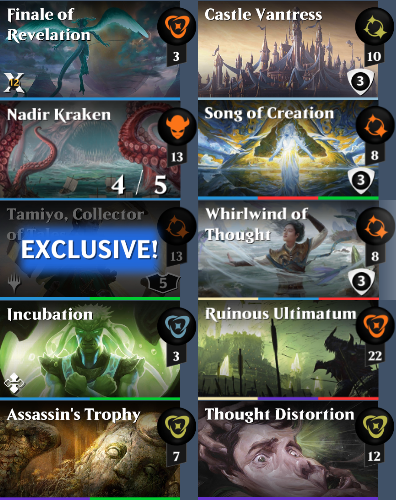 Finale of
Revelation
3
X
12
Castle Vantress
10
3
Nadir Kraken
13
4 / 5
Song of Creation
8
3
Tamiyo, Collector
of
EXCLUSIVE!
13
5
Whirlwind of
Thought
8
3
Incubation
3
Ruinous Ultimatum
22
Assassin's Trophy
7
Thought Distortion
12